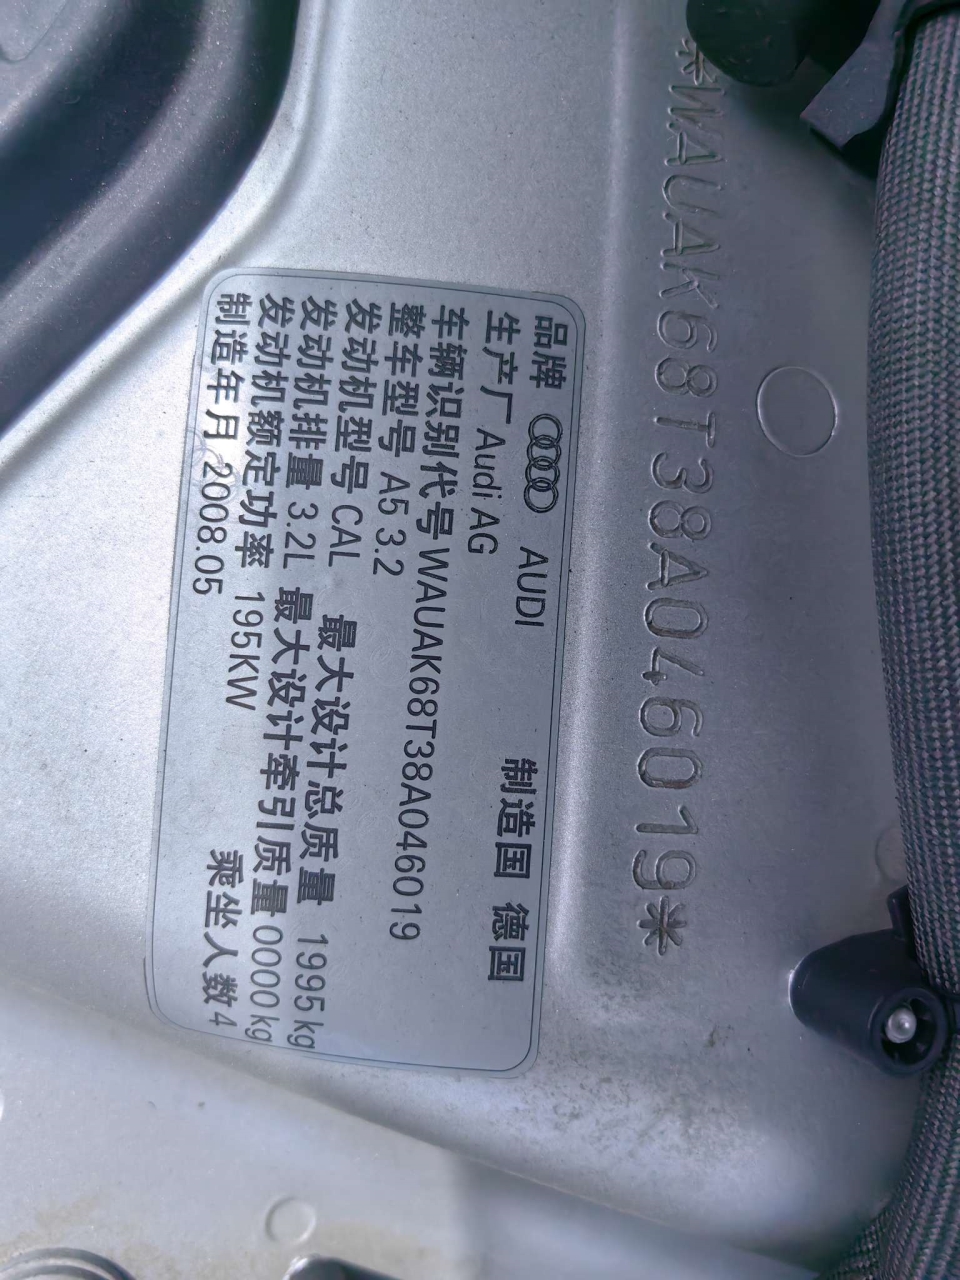 *WAUAK68T38A046019*
品牌 AUDI 制造国 德国
生产厂 Audi AG
车辆识别代号 WAUAK68T38A046019
整车型号 A5 3.2
发动机型号 CAL 最大设计总质量 1995 kg
发动机排量 3.2L 最大设计牵引质量 0000 kg
发动机额定功率 195KW 乘坐人数 4
制造年月 2008.05